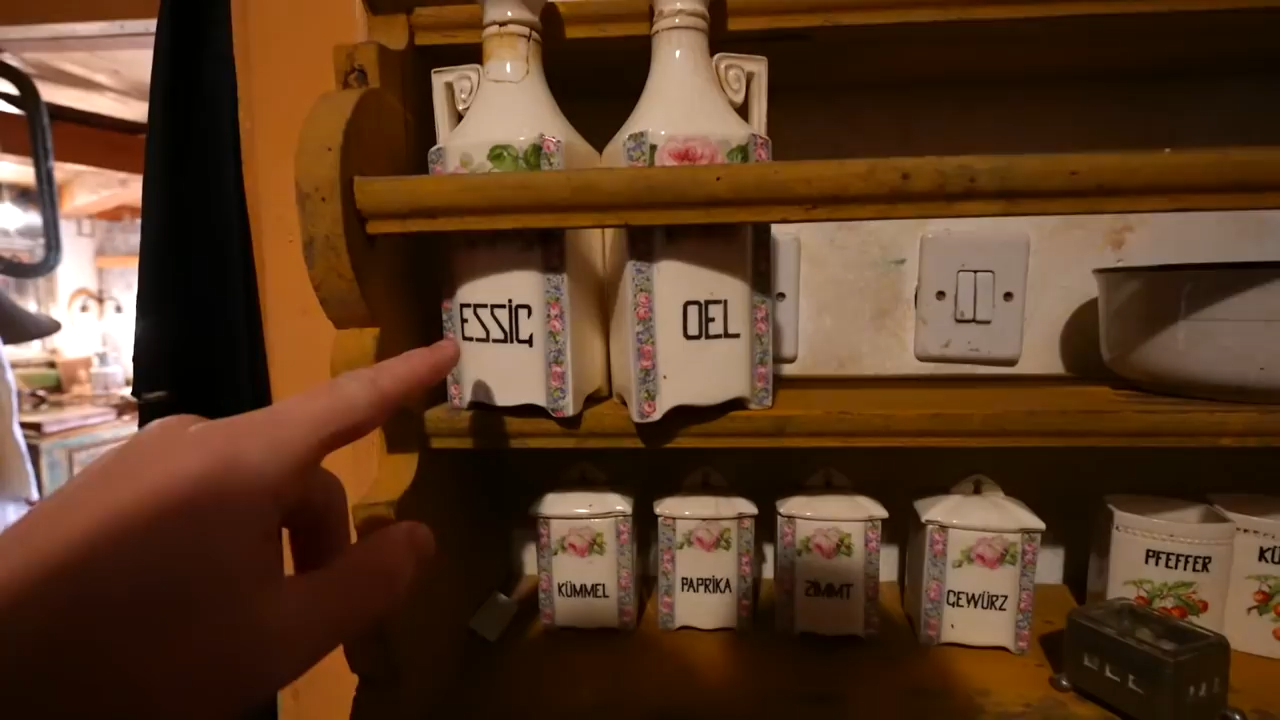 ESSIG
OEL
KÜMMEL
PAPRIKA
ZIMMT
GEWÜRZ
PFEFFER